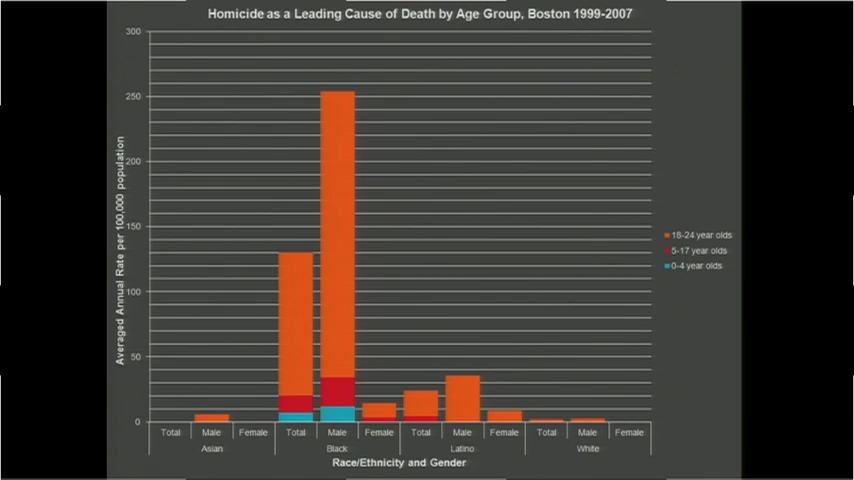 Homicide as a Leading Cause of Death by Age Group, Boston 1999-2007
Averaged Annual Rate per 100,000 population
300
250
200
150
100
50
0
Total Male Female Total Male Female Total Male Female Total Male Female
Asian Black Latino White
Race/Ethnicity and Gender
18-24 year olds
5-17 year olds
0-4 year olds